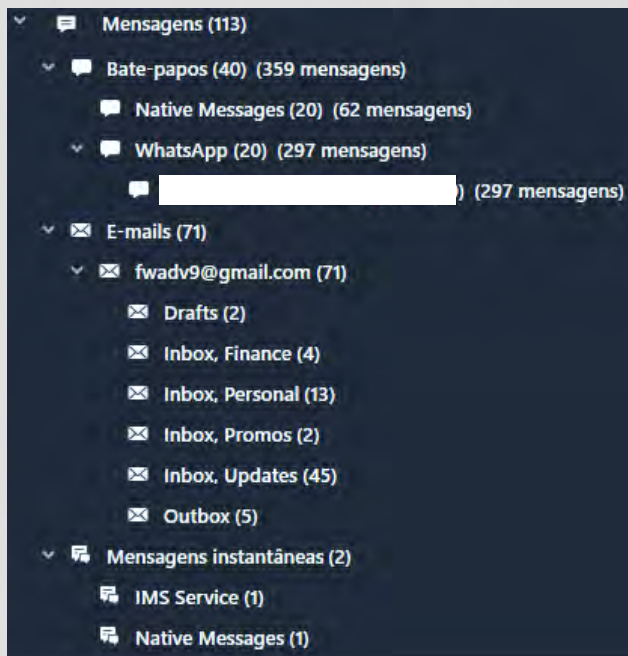 Mensagens (113)
Bate-papos (40) (359 mensagens)
Native Messages (20) (62 mensagens)
WhatsApp (20) (297 mensagens)
) (297 mensagens)
E-mails (71)
fwadv9@gmail.com (71)
Drafts (2)
Inbox, Finance (4)
Inbox, Personal (13)
Inbox, Promos (2)
Inbox, Updates (45)
Outbox (5)
Mensagens instantâneas (2)
IMS Service (1)
Native Messages (1)